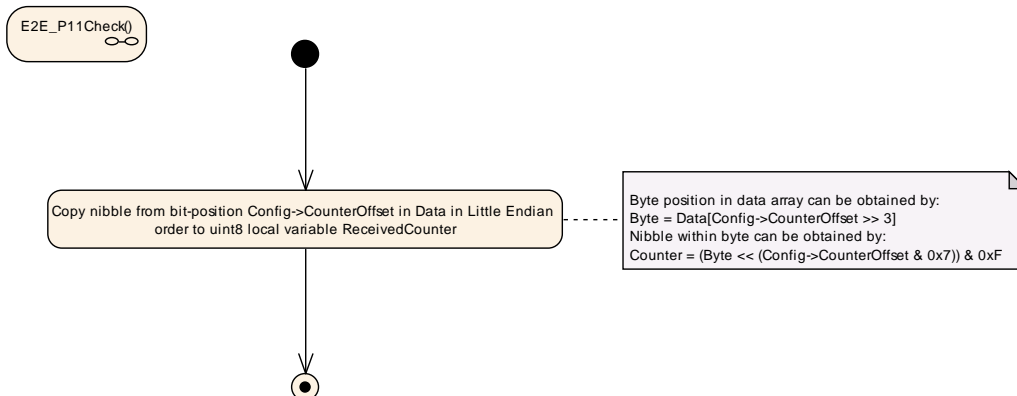 E2E_P11Check()
Copy nibble from bit-position Config->CounterOffset in Data in Little Endian
order to uint8 local variable ReceivedCounter
Byte position in data array can be obtained by:
Byte = Data[Config->CounterOffset >> 3]
Nibble within byte can be obtained by:
Counter = (Byte << (Config->CounterOffset & 0x7)) & 0xF